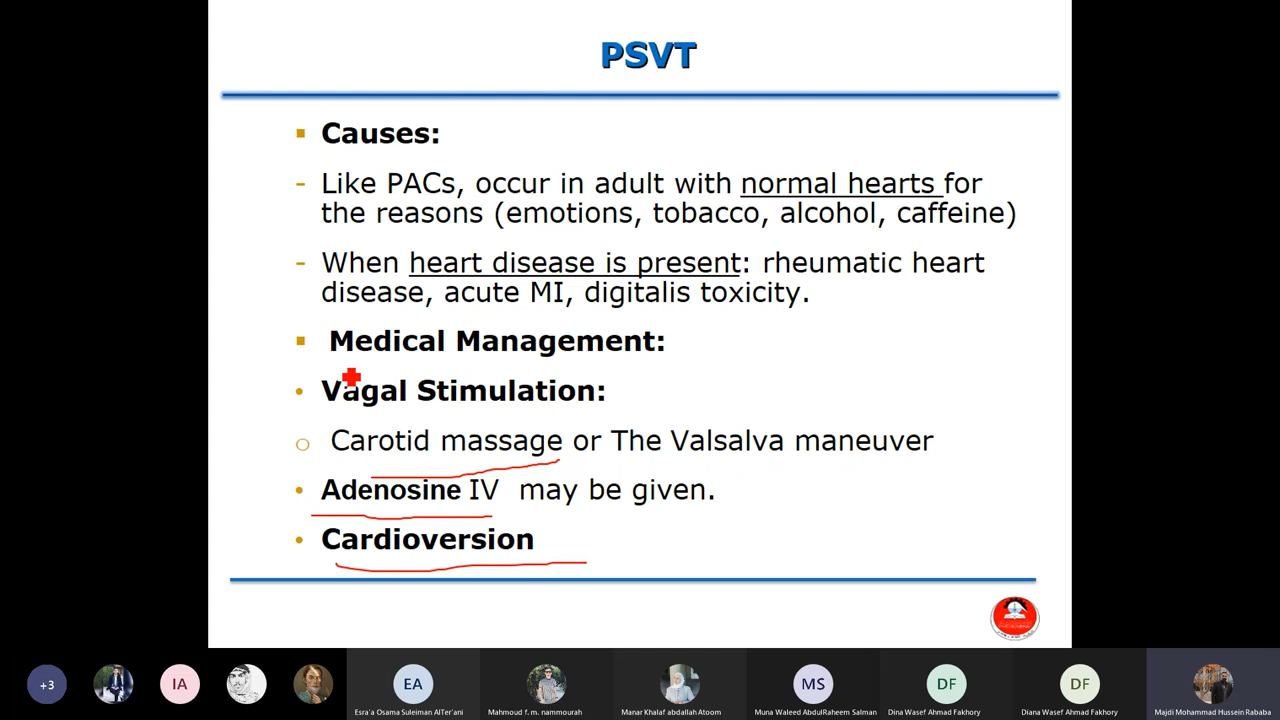 PSVT
▪ Causes:
- Like PACs, occur in adult with normal hearts for
the reasons (emotions, tobacco, alcohol, caffeine)
- When heart disease is present: rheumatic heart
disease, acute MI, digitalis toxicity.
▪ Medical Management:
• Vagal Stimulation:
o Carotid massage or The Valsalva maneuver
• Adenosine IV may be given.
• Cardioversion
+3 IA EA MS DF DF
Esra'a Osama Suleiman AlTer'ani Mahmoud f. m. nammourah Manar Khalaf abdallah Atoom Muna Waleed AbdulRaheem Salman Dina Wasef Ahmad Fakhory Diana Wasef Ahmad Fakhory Majdi Mohammad Hussein Rababa